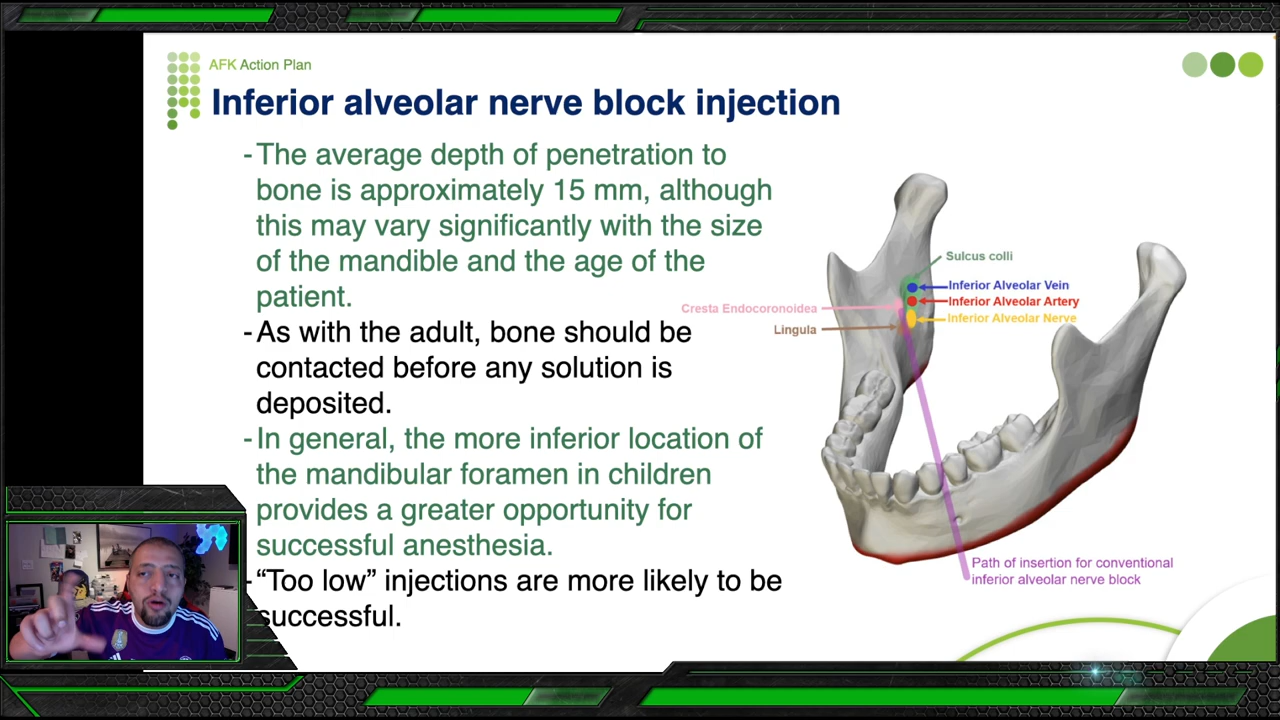 AFK Action Plan
Inferior alveolar nerve block injection
-The average depth of penetration to
bone is approximately 15 mm, although
this may vary significantly with the size
of the mandible and the age of the
patient.
-As with the adult, bone should be
contacted before any solution is
deposited.
-In general, the more inferior location of
the mandibular foramen in children
provides a greater opportunity for
successful anesthesia.
-“Too low” injections are more likely to be
successful.
Sulcus colli
Inferior Alveolar Vein
Inferior Alveolar Artery
Inferior Alveolar Nerve
Cresta Endocoronoidea
Lingula
Path of insertion for conventional
inferior alveolar nerve block